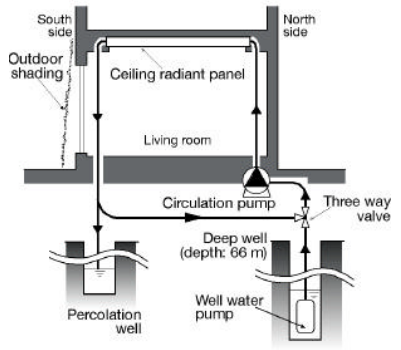 South
side
North
side
Outdoor
shading
Ceiling radiant panel
Living room
Circulation pump
Three way
valve
Deep well
(depth: 66 m)
Well water
pump
Percolation
well